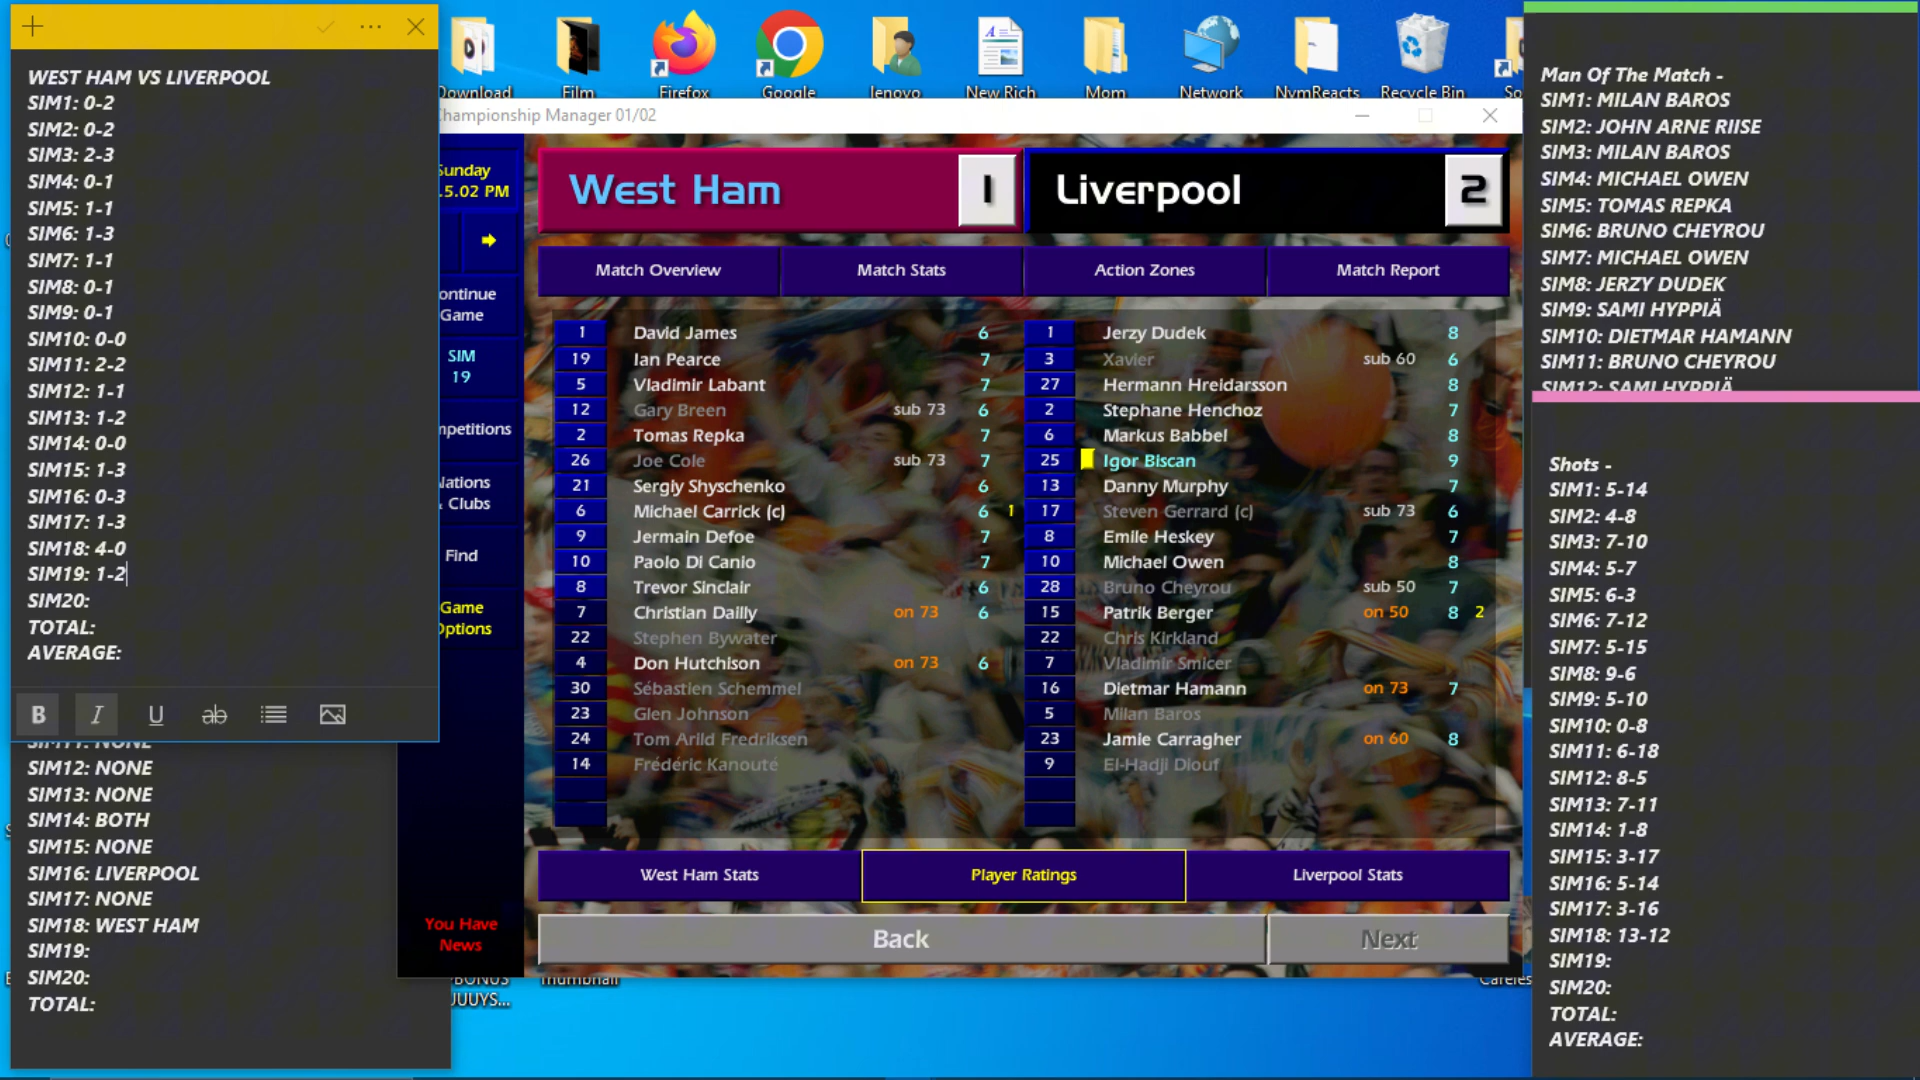 WEST HAM VS LIVERPOOL
SIM1: 0-2
SIM2: 0-2
SIM3: 2-3
SIM4: 0-1
SIM5: 1-1
SIM6: 1-3
SIM7: 1-1
SIM8: 0-1
SIM9: 0-1
SIM10: 0-0
SIM11: 2-2
SIM12: 1-1
SIM13: 1-2
SIM14: 0-0
SIM15: 1-3
SIM16: 0-3
SIM17: 1-3
SIM18: 4-0
SIM19: 1-2
SIM20:
TOTAL:
AVERAGE:
B I U ab
SIM11: NONE
SIM12: NONE
SIM13: NONE
SIM14: BOTH
SIM15: NONE
SIM16: LIVERPOOL
SIM17: NONE
SIM18: WEST HAM
SIM19:
SIM20:
TOTAL:
Download Film Firefox Google lenovo New Rich Mom Network NymReacts Recycle Bin So
Championship Manager 01/02
Sunday
.5.02 PM
ontinue
Game
SIM
19
mpetitions
Nations
& Clubs
Find
Game
Options
You Have
News
West Ham 1 Liverpool 2
Match Overview Match Stats Action Zones Match Report
1 David James 6 1 Jerzy Dudek 8
19 Ian Pearce 7 3 Xavier sub 60 6
5 Vladimir Labant 7 27 Hermann Hreidarsson 8
12 Gary Breen sub 73 6 2 Stephane Henchoz 7
2 Tomas Repka 7 6 Markus Babbel 8
26 Joe Cole sub 73 7 25 Igor Biscan 9
21 Sergiy Shyschenko 6 13 Danny Murphy 7
6 Michael Carrick (c) 6 1 17 Steven Gerrard (c) sub 73 6
9 Jermain Defoe 7 8 Emile Heskey 7
10 Paolo Di Canio 7 10 Michael Owen 8
8 Trevor Sinclair 6 28 Bruno Cheyrou sub 50 7
7 Christian Dailly on 73 6 15 Patrik Berger on 50 8 2
22 Stephen Bywater 22 Chris Kirkland
4 Don Hutchison on 73 6 7 Vladimir Smicer
30 Sébastien Schemmel 16 Dietmar Hamann on 73 7
23 Glen Johnson 5 Milan Baros
24 Tom Arild Fredriksen 23 Jamie Carragher on 60 8
14 Frédéric Kanouté 9 El-Hadji Diouf
West Ham Stats Player Ratings Liverpool Stats
Back Next
BONUS
UUUYS...
Thumbnail
Careles
Man Of The Match -
SIM1: MILAN BAROS
SIM2: JOHN ARNE RIISE
SIM3: MILAN BAROS
SIM4: MICHAEL OWEN
SIM5: TOMAS REPKA
SIM6: BRUNO CHEYROU
SIM7: MICHAEL OWEN
SIM8: JERZY DUDEK
SIM9: SAMI HYPPIÄ
SIM10: DIETMAR HAMANN
SIM11: BRUNO CHEYROU
SIM12: SAMI HYPPIÄ
Shots -
SIM1: 5-14
SIM2: 4-8
SIM3: 7-10
SIM4: 5-7
SIM5: 6-3
SIM6: 7-12
SIM7: 5-15
SIM8: 9-6
SIM9: 5-10
SIM10: 0-8
SIM11: 6-18
SIM12: 8-5
SIM13: 7-11
SIM14: 1-8
SIM15: 3-17
SIM16: 5-14
SIM17: 3-16
SIM18: 13-12
SIM19:
SIM20:
TOTAL:
AVERAGE: